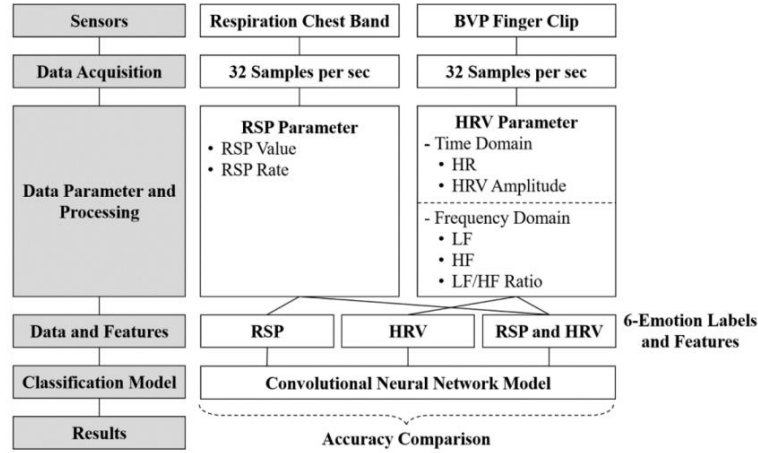 Sensors
Respiration Chest Band
BVP Finger Clip
Data Acquisition
32 Samples per sec
32 Samples per sec
Data Parameter and
Processing
RSP Parameter
• RSP Value
• RSP Rate
HRV Parameter
- Time Domain
• HR
• HRV Amplitude
- Frequency Domain
• LF
• HF
• LF/HF Ratio
Data and Features
RSP
HRV
RSP and HRV
6-Emotion Labels
and Features
Classification Model
Convolutional Neural Network Model
Results
Accuracy Comparison